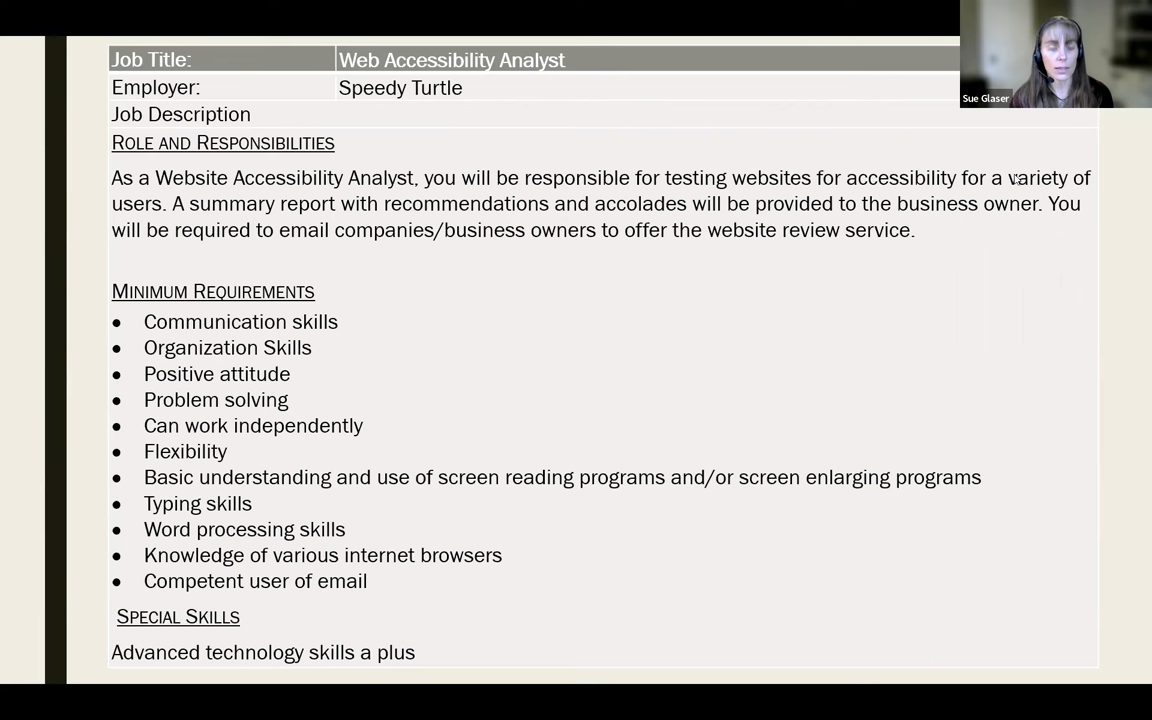 Job Title: Web Accessibility Analyst
Sue Glaser
Employer: Speedy Turtle
Job Description
ROLE AND RESPONSIBILITIES
As a Website Accessibility Analyst, you will be responsible for testing websites for accessibility for a variety of
users. A summary report with recommendations and accolades will be provided to the business owner. You
will be required to email companies/business owners to offer the website review service.
MINIMUM REQUIREMENTS
• Communication skills
• Organization Skills
• Positive attitude
• Problem solving
• Can work independently
• Flexibility
• Basic understanding and use of screen reading programs and/or screen enlarging programs
• Typing skills
• Word processing skills
• Knowledge of various internet browsers
• Competent user of email
SPECIAL SKILLS
Advanced technology skills a plus